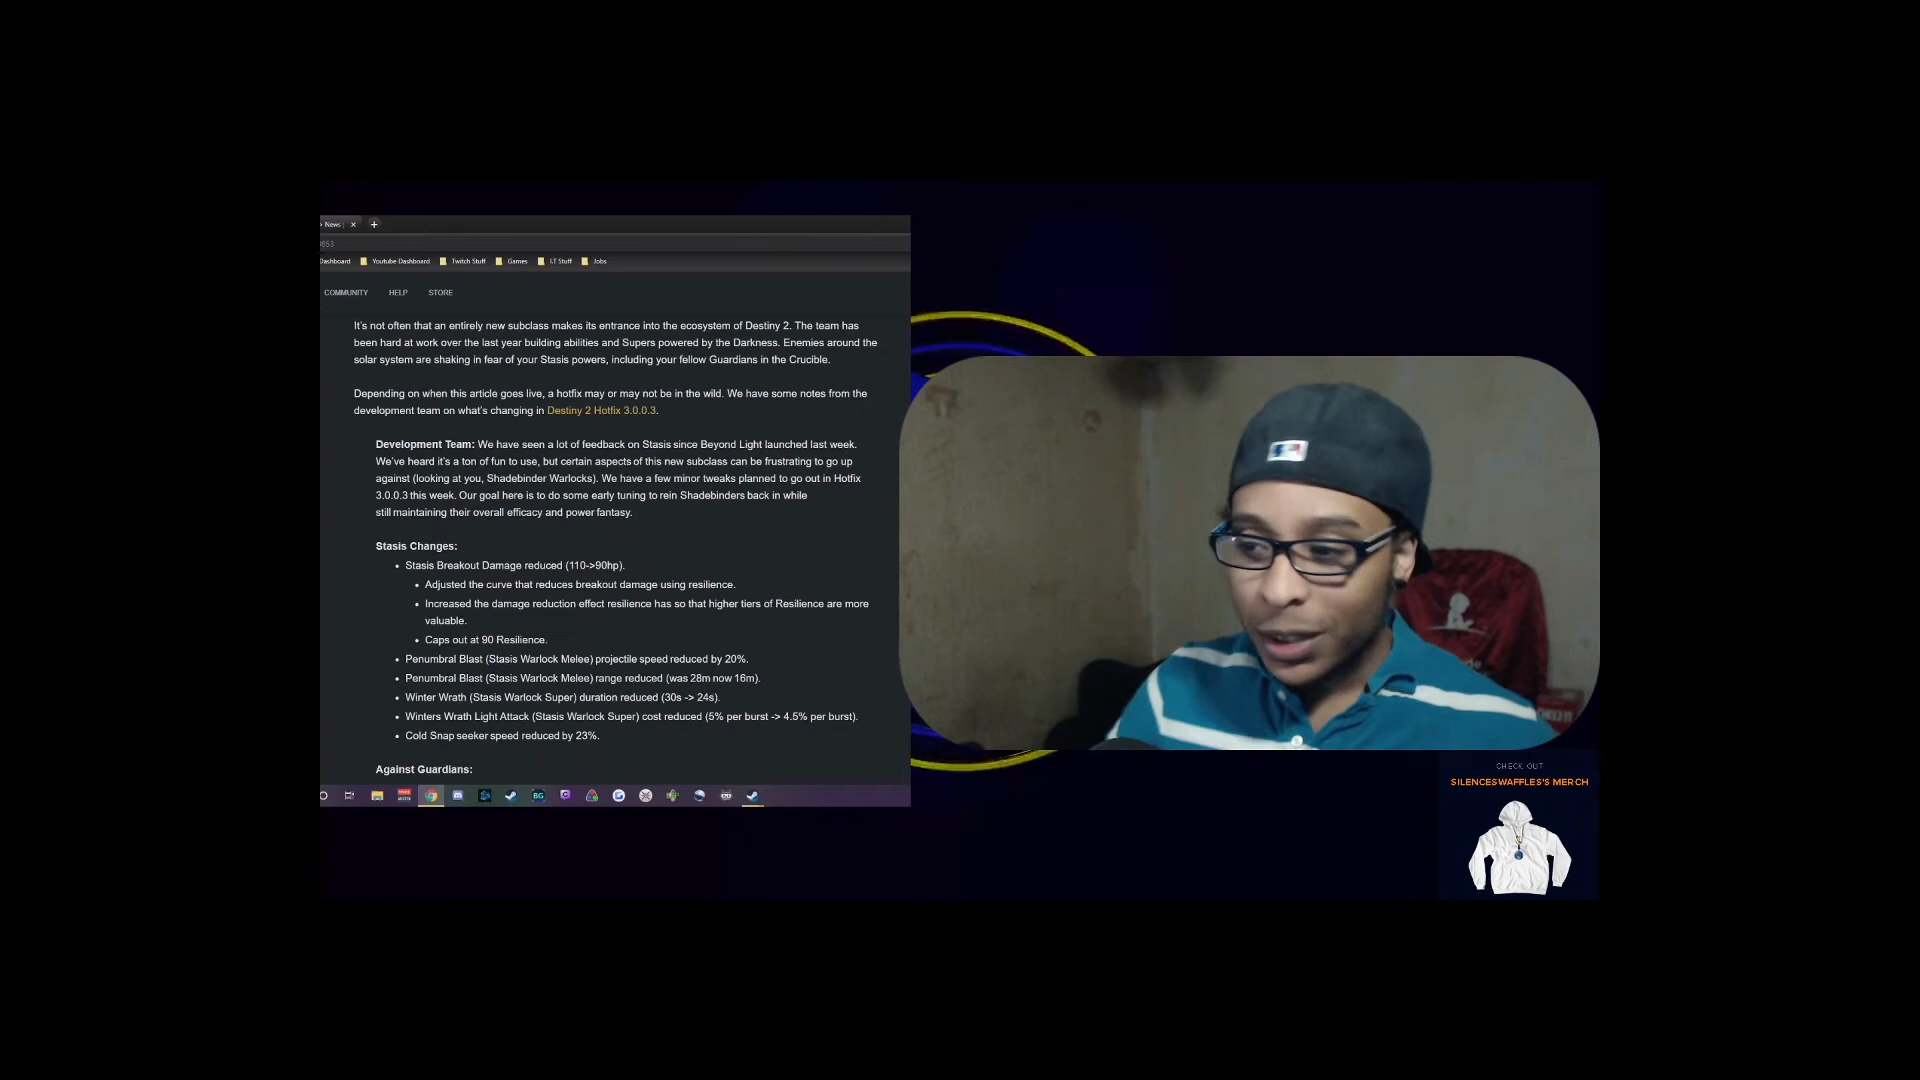 News |
Dashboard Youtube Dashboard Twitch Stuff Games I.T Stuff Jobs
COMMUNITY HELP STORE
It's not often that an entirely new subclass makes its entrance into the ecosystem of Destiny 2. The team has
been hard at work over the last year building abilities and Supers powered by the Darkness. Enemies around the
solar system are shaking in fear of your Stasis powers, including your fellow Guardians in the Crucible.
Depending on when this article goes live, a hotfix may or may not be in the wild. We have some notes from the
development team on what's changing in Destiny 2 Hotfix 3.0.0.3.
Development Team: We have seen a lot of feedback on Stasis since Beyond Light launched last week.
We've heard it's a ton of fun to use, but certain aspects of this new subclass can be frustrating to go up
against (looking at you, Shadebinder Warlocks). We have a few minor tweaks planned to go out in Hotfix
3.0.0.3 this week. Our goal here is to do some early tuning to rein Shadebinders back in while
still maintaining their overall efficacy and power fantasy.
Stasis Changes:
• Stasis Breakout Damage reduced (110->90hp).
• Adjusted the curve that reduces breakout damage using resilience.
• Increased the damage reduction effect resilience has so that higher tiers of Resilience are more
valuable.
• Caps out at 90 Resilience.
• Penumbral Blast (Stasis Warlock Melee) projectile speed reduced by 20%.
• Penumbral Blast (Stasis Warlock Melee) range reduced (was 28m now 16m).
• Winter Wrath (Stasis Warlock Super) duration reduced (30s -> 24s).
• Winters Wrath Light Attack (Stasis Warlock Super) cost reduced (5% per burst -> 4.5% per burst).
• Cold Snap seeker speed reduced by 23%.
Against Guardians:
BG
CHECK OUT
SILENCESWAFFLES'S MERCH